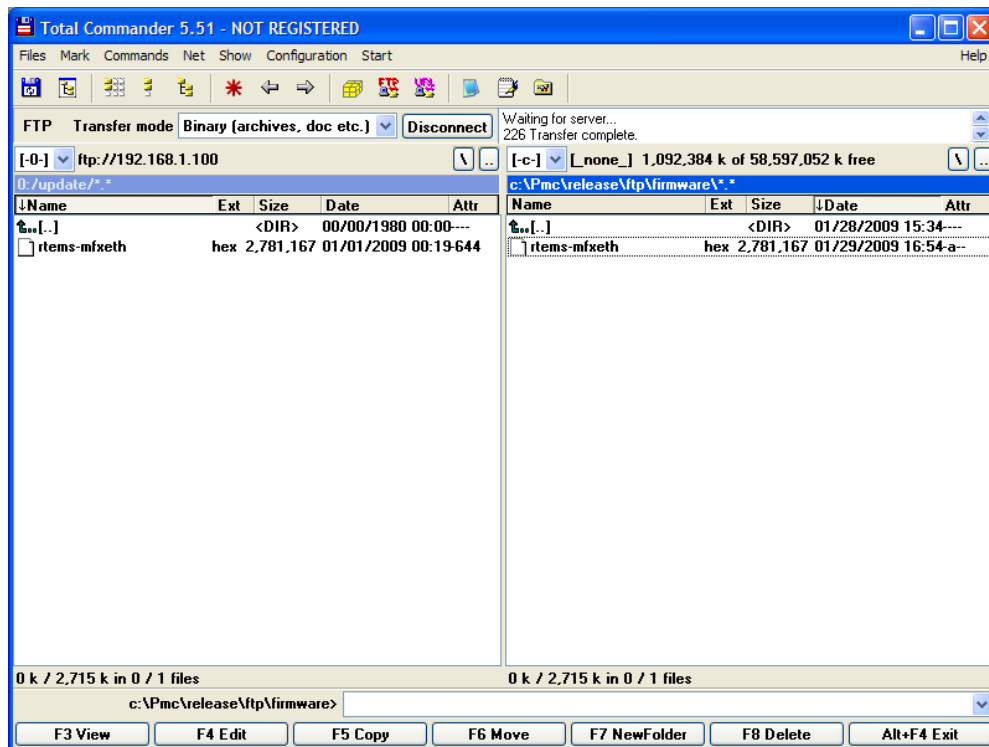 Total Commander 5.51 - NOT REGISTERED
Files Mark Commands Net Show Configuration Start Help
FTP Transfer mode Binary (archives, doc etc.) Disconnect
Waiting for server...
226 Transfer complete.
[-0-] ftp://192.168.1.100 \ ..
[-c-] [_none_] 1,092,384 k of 58,597,052 k free \ ..
0:/update/*.*
↓Name Ext Size Date Attr
[..] <DIR> 00/00/1980 00:00----
rtems-mfxeth hex 2,781,167 01/01/2009 00:19-644
0 k / 2,715 k in 0 / 1 files
c:\Pmc\release\ftp\firmware\*.*
Name Ext Size ↓Date Attr
[..] <DIR> 01/28/2009 15:34----
rtems-mfxeth hex 2,781,167 01/29/2009 16:54-a--
0 k / 2,715 k in 0 / 1 files
c:\Pmc\release\ftp\firmware>
F3 View F4 Edit F5 Copy F6 Move F7 NewFolder F8 Delete Alt+F4 Exit